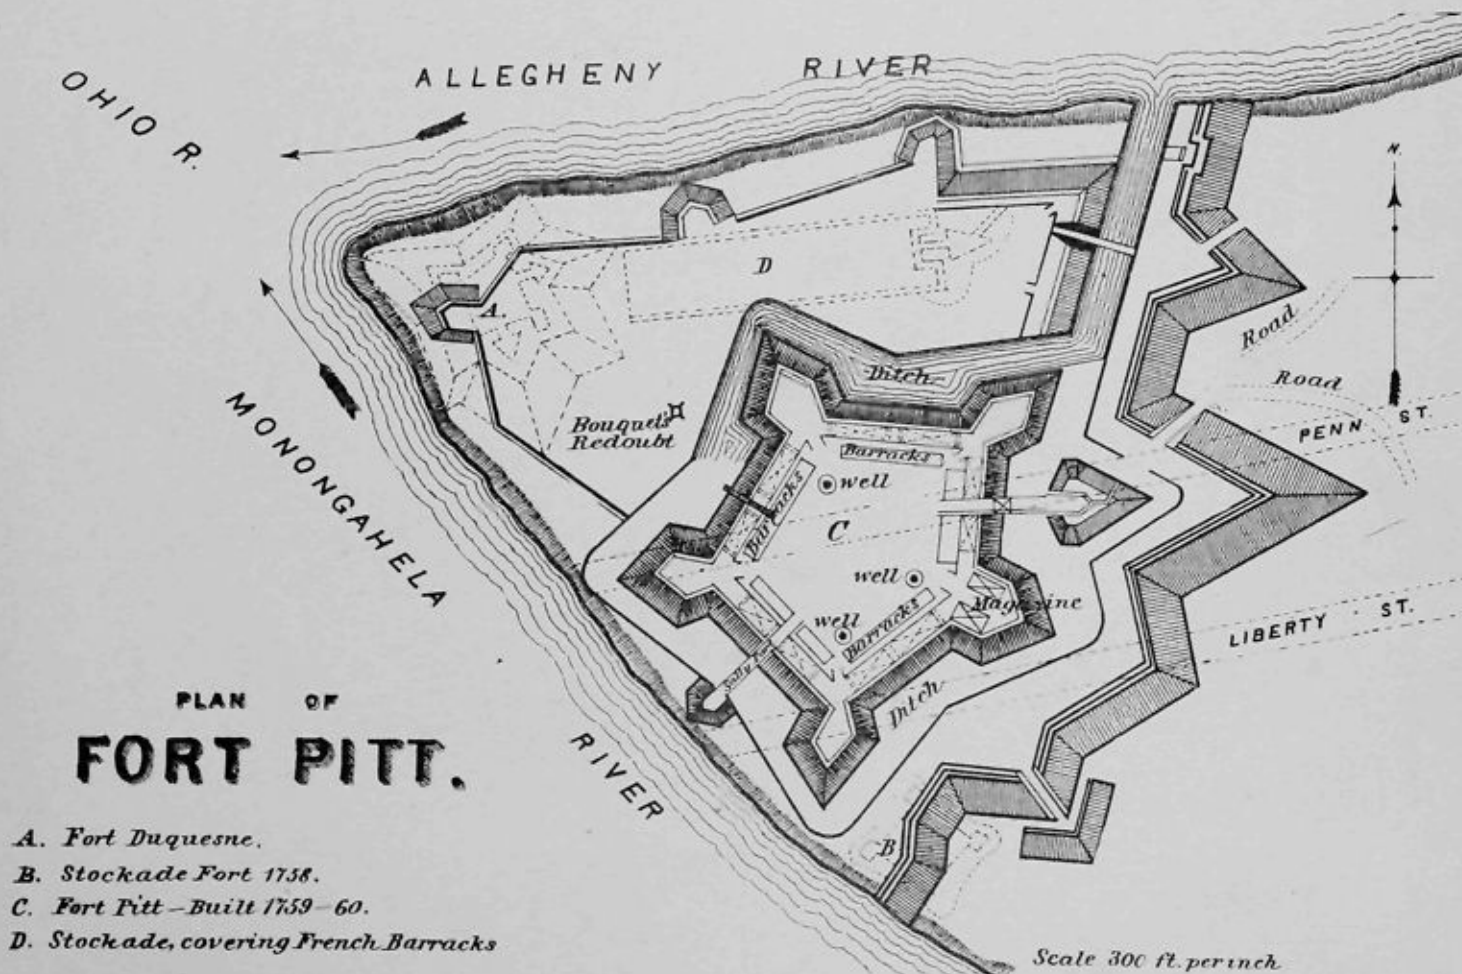 OHIO R.
ALLEGHENY RIVER
N.
D
A.
Road
Road
Ditch
PENN ST.
Bouquet's
Redoubt
Barracks
well
Barracks
C
MONONGAHELA
well
Magazine
well
Barracks
LIBERTY ST.
Sally Port
Ditch
RIVER
B
PLAN OF
FORT PITT.
A. Fort Duquesne.
B. Stockade Fort 1758.
C. Fort Pitt—Built 1759–60.
D. Stockade, covering French Barracks
Scale 300 ft. per inch